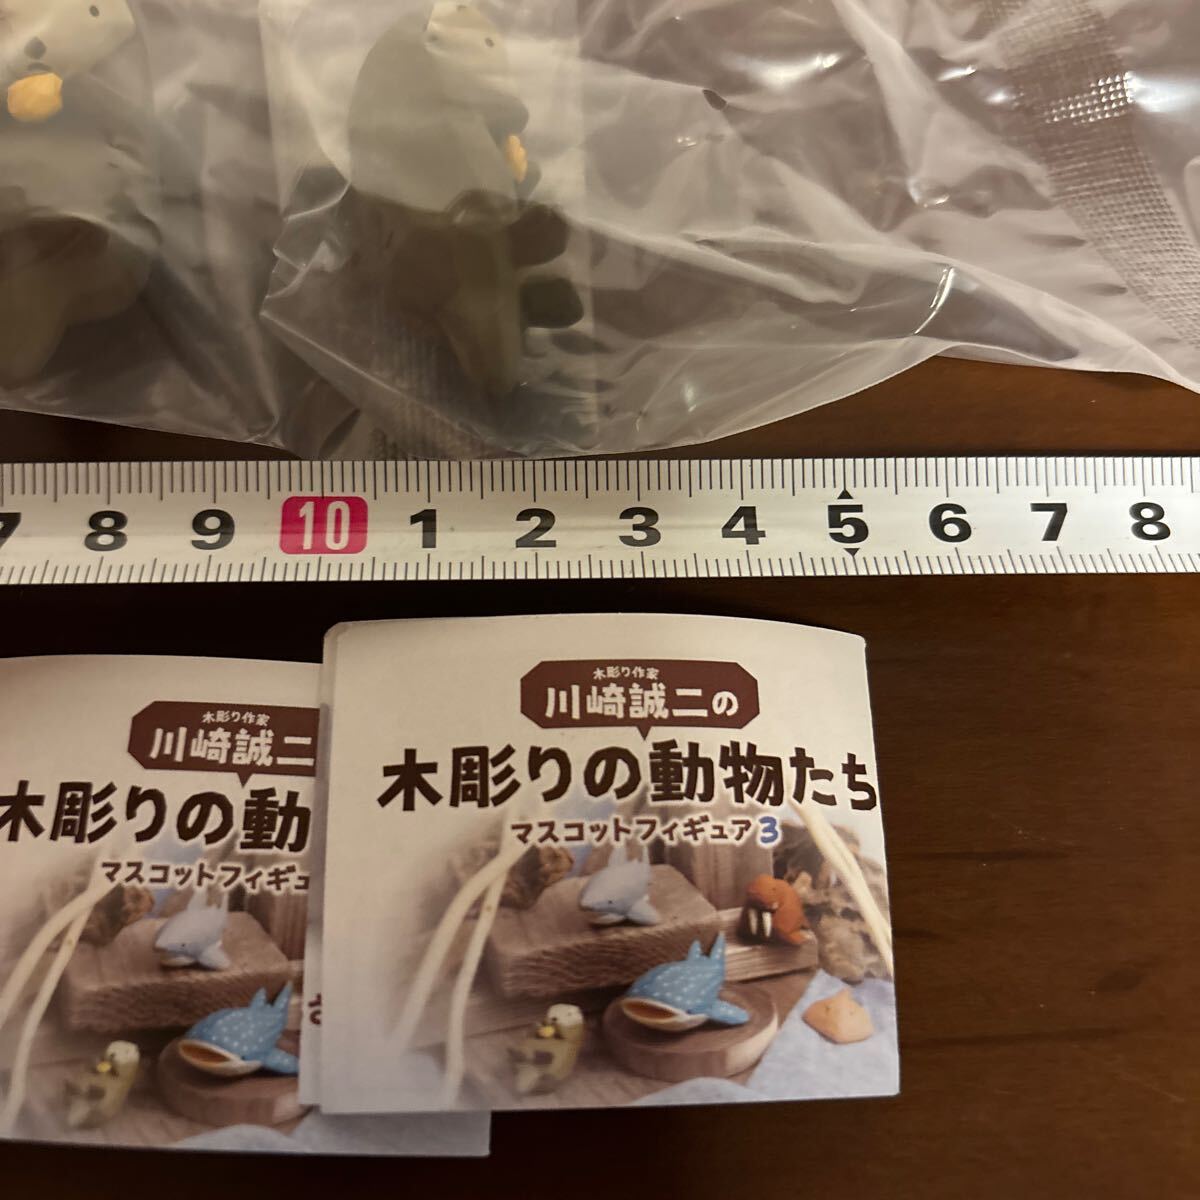 7 8 9 10 1 2 3 4 5 6 7 8
木彫り作家
川崎誠二
木彫りの動
マスコットフィギュ
木彫り作家
川崎誠二の
木彫りの動物たち
マスコットフィギュア3